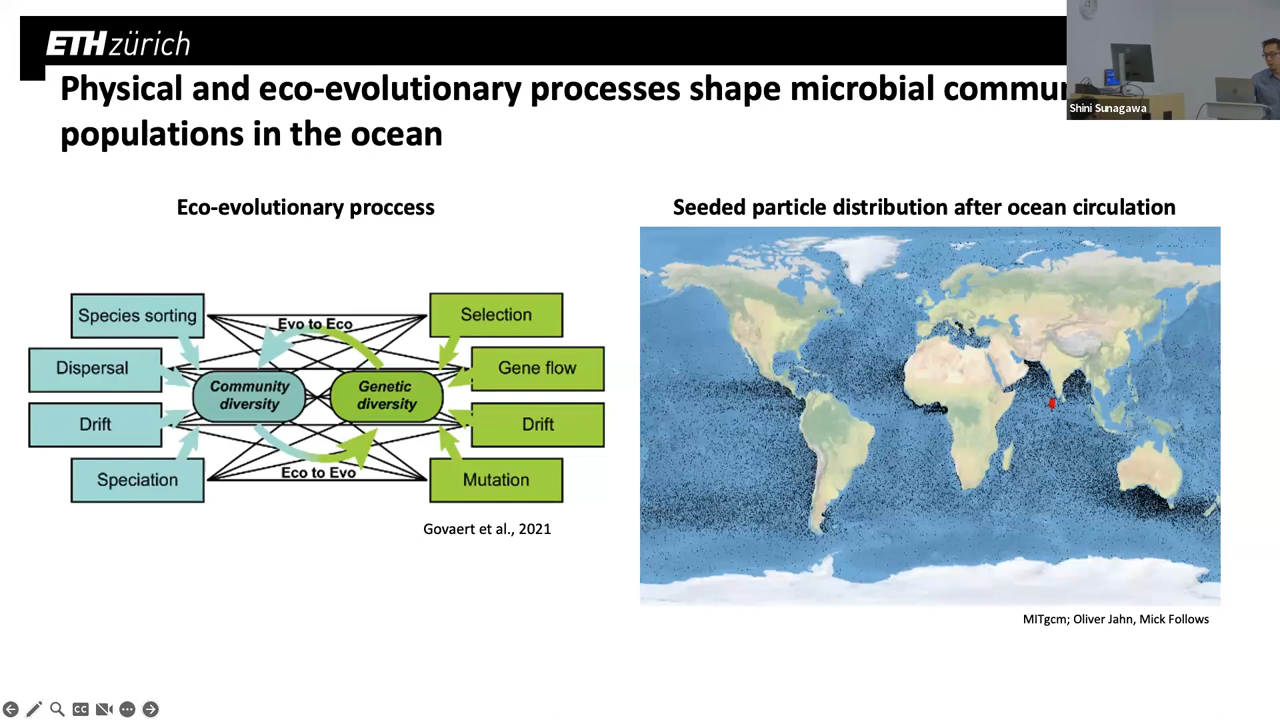 ETH zürich
Physical and eco-evolutionary processes shape microbial
populations in the ocean
Shini Sunagawa
Eco-evolutionary proccess
Seeded particle distribution after ocean circulation
Species sorting
Evo to Eco
Selection
Dispersal
Gene flow
Community
diversity
Genetic
diversity
Drift
Drift
Speciation
Eco to Evo
Mutation
Govaert et al., 2021
MITgcm; Oliver Jahn, Mick Follows
CC